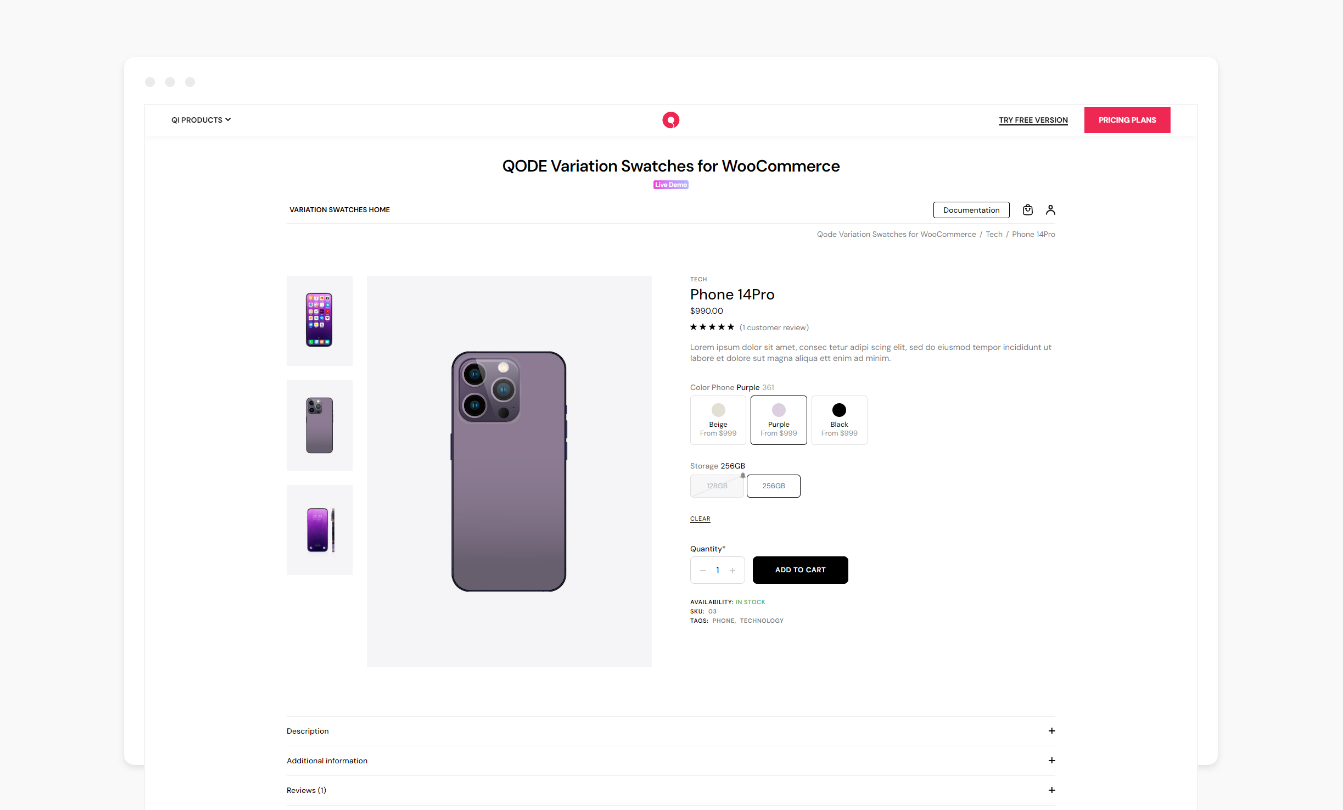 QI PRODUCTS
TRY FREE VERSION
PRICING PLANS
QODE Variation Swatches for WooCommerce
Live Demo
VARIATION SWATCHES HOME
Documentation
Qode Variation Swatches for WooCommerce / Tech / Phone 14Pro
TECH
Phone 14Pro
$990.00
(1 customer review)
Lorem ipsum dolor sit amet, consec tetur adipi scing elit, sed do eiusmod tempor incididunt ut
labore et dolore sut magna aliqua ett enim ad minim.
Color Phone Purple 361
Beige
From $999
Purple
From $999
Black
From $999
Storage 256GB
128GB
256GB
CLEAR
Quantity*
− 1 +
ADD TO CART
AVAILABILITY: IN STOCK
SKU: 03
TAGS: PHONE, TECHNOLOGY
Description +
Additional information +
Reviews (1) +